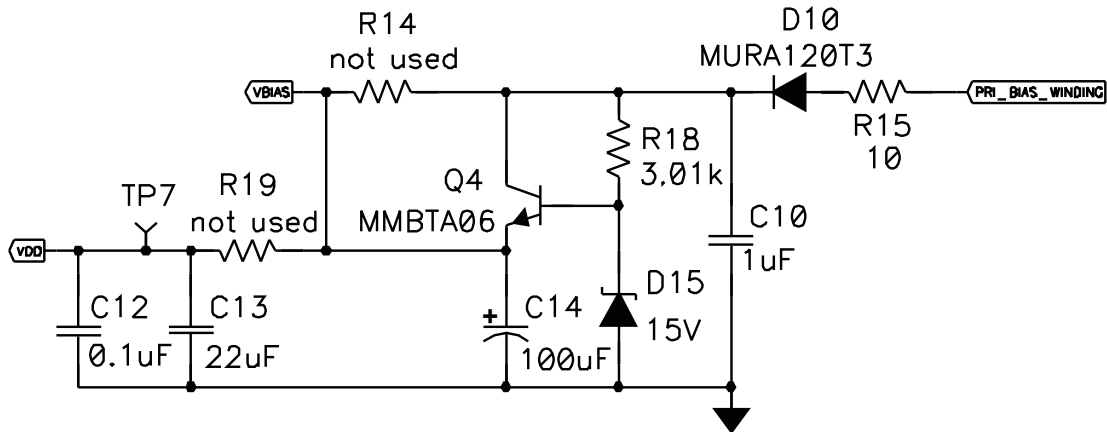 R14
not used
D10
MURA120T3
VBIAS
PRI_BIAS_WINDING
R15
10
R18
3,01k
Q4
MMBTA06
TP7
R19
not used
VDD
C10
1uF
C12
0.1uF
C13
22uF
+
C14
100uF
D15
15V